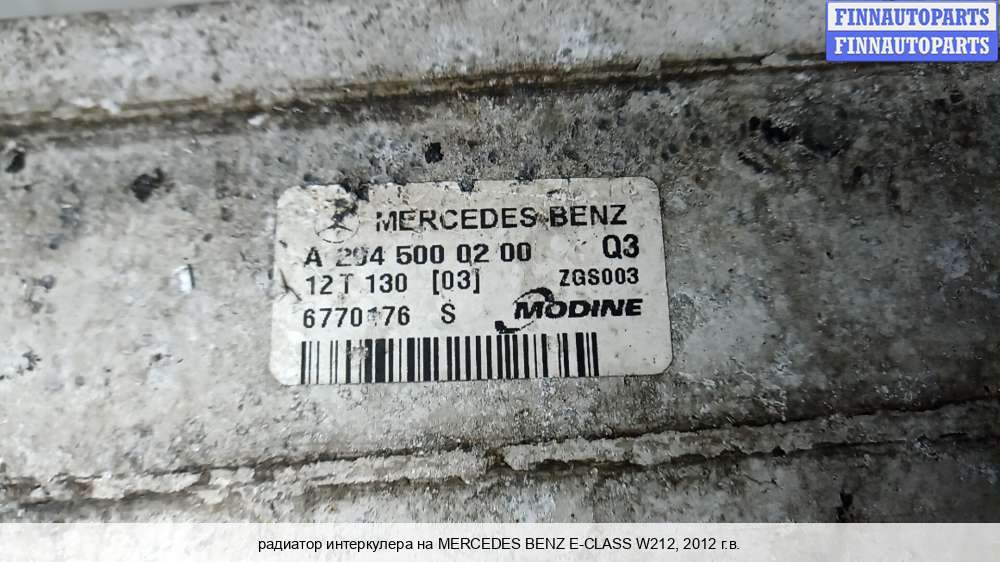 FINNAUTOPARTS
FINNAUTOPARTS
MERCEDES BENZ
A 204 500 02 00 Q3
12 T 130 [03] ZGS003
6770176 S MODINE
радиатор интеркулера на MERCEDES BENZ E-CLASS W212, 2012 г.в.